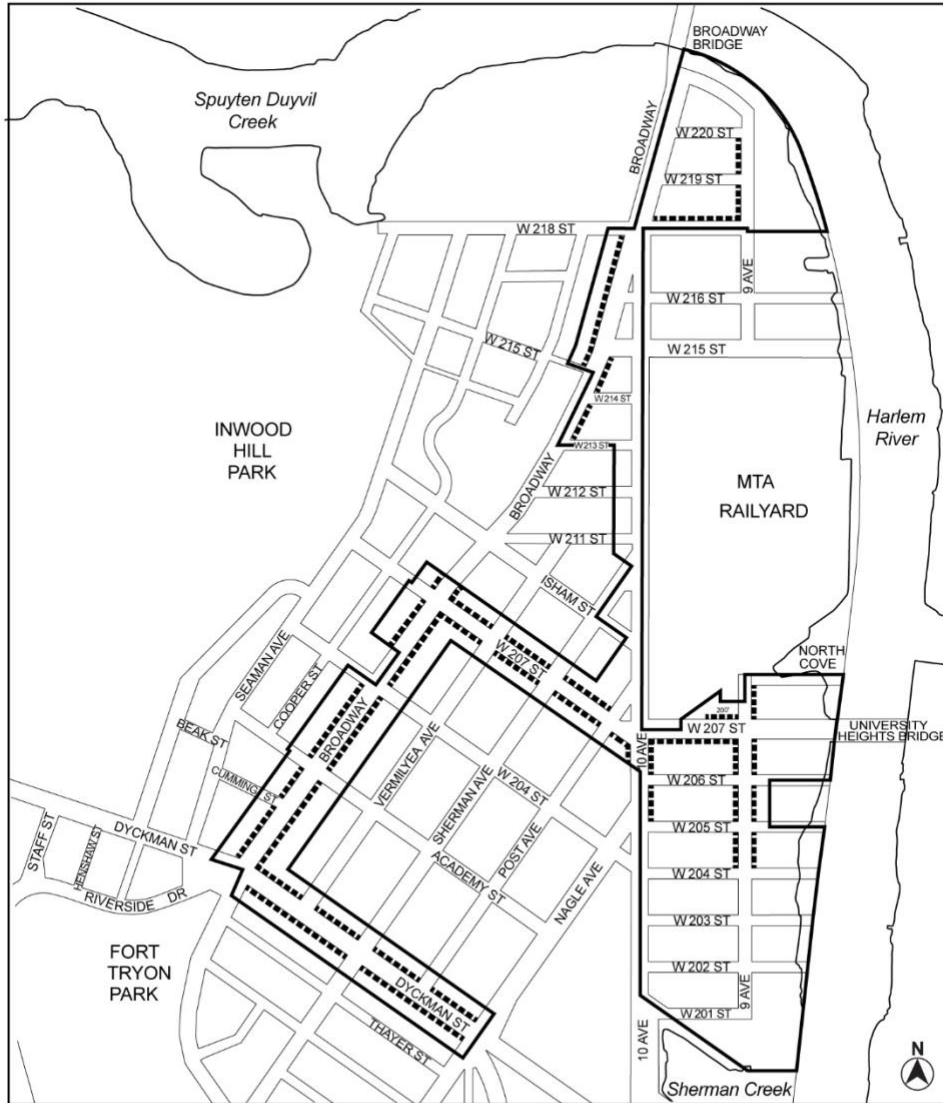 BROADWAY
BRIDGE
Spuyten Duyvil
Creek
BROADWAY
W 220 ST
W 219 ST
W 218 ST
9 AVE
W 216 ST
W 215 ST
W 215 ST
W 214 ST
W 213 ST
Harlem
River
INWOOD
HILL
PARK
MTA
RAILYARD
BROADWAY
W 212 ST
W 211 ST
ISHAM ST
NORTH
COVE
SEAMAN AVE
COOPER ST
W 207 ST
200'
W 207 ST
UNIVERSITY
HEIGHTS BRIDGE
BEAK ST
BROADWAY
10 AVE
CUMMING ST
VERMILYEA AVE
SHERMAN AVE
W 204 ST
W 206 ST
W 205 ST
DYCKMAN ST
STAFF ST
HENSHAW ST
RIVERSIDE DR
ACADEMY ST
POST AVE
NAGLE AVE
W 204 ST
W 203 ST
W 202 ST
9 AVE
W 201 ST
FORT
TRYON
PARK
DYCKMAN ST
THAYER ST
10 AVE
Sherman Creek
N